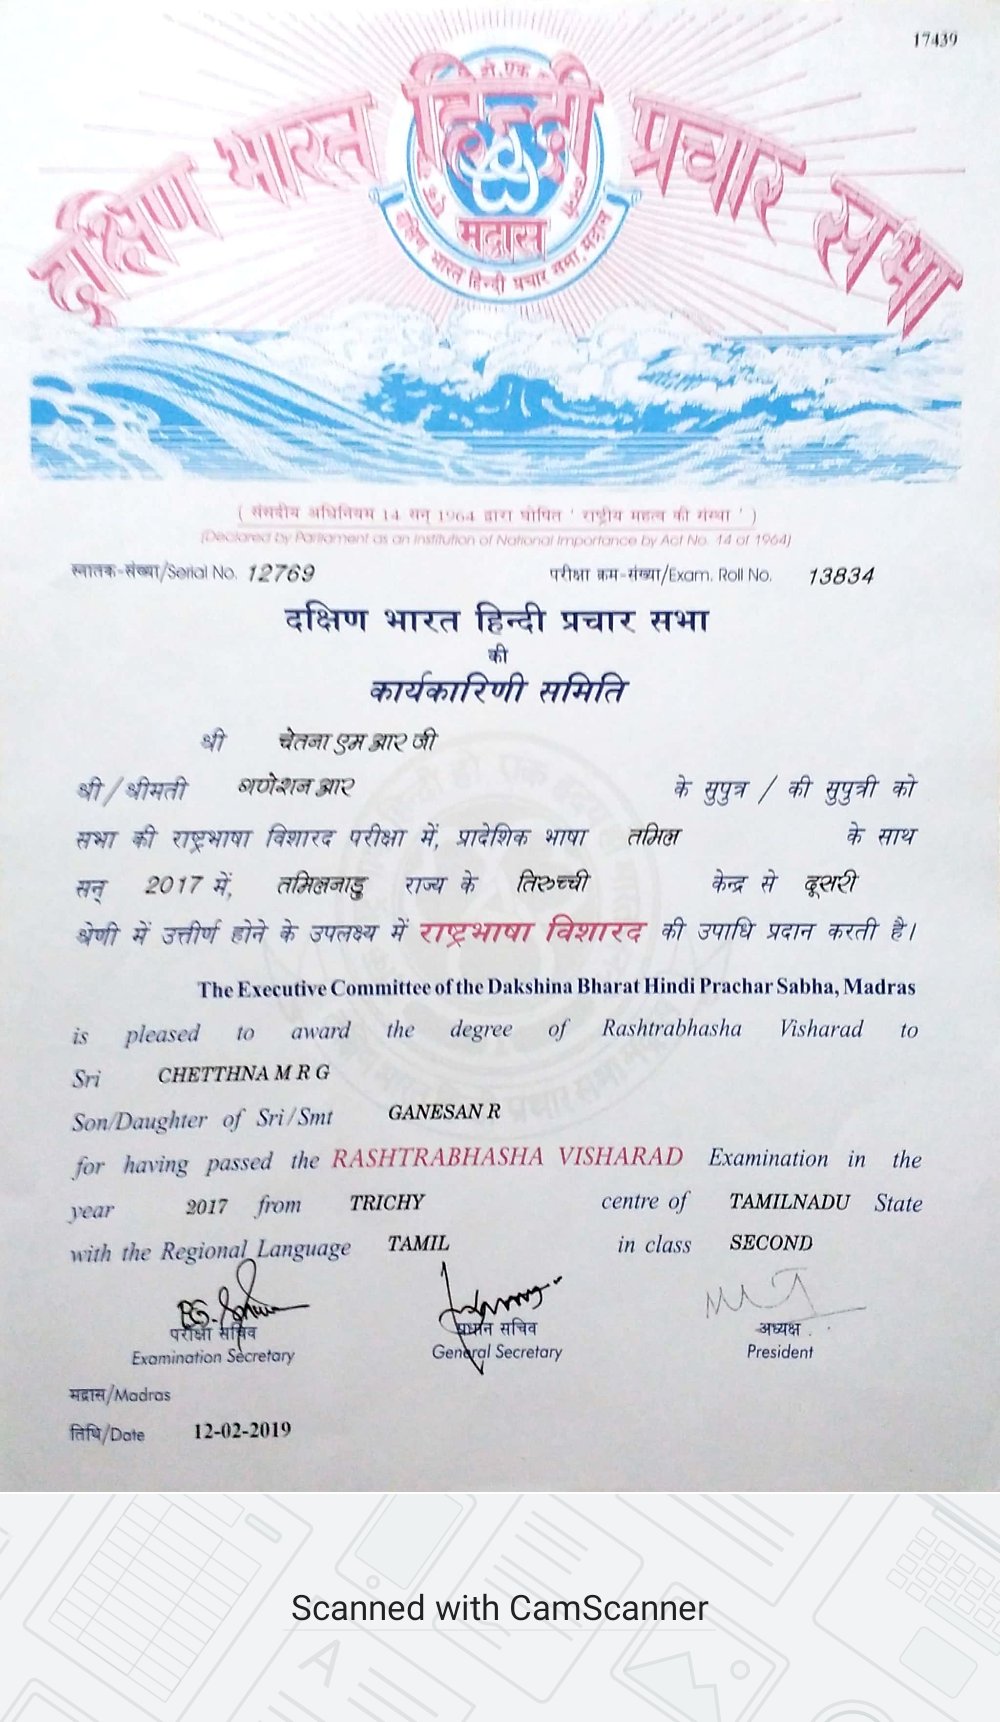 17439
दक्षिण भारत हिन्दी प्रचार सभा
मद्रास
दक्षिण भारत हिन्दी प्रचार सभा, मद्रास
( संसदीय अधिनियम 14 सन् 1964 द्वारा घोषित ' राष्ट्रीय महत्व की संस्था ' )
(Declared by Parliament as an Institution of National Importance by Act No. 14 of 1964)
स्नातक-संख्या/Serial No. 12769 परीक्षा क्रम-संख्या/Exam. Roll No. 13834
दक्षिण भारत हिन्दी प्रचार सभा
की
कार्यकारिणी समिति
श्री चेतना एम आर जी
श्री / श्रीमती गणेशन आर के सुपुत्र / की सुपुत्री को
सभा की राष्ट्रभाषा विशारद परीक्षा में, प्रादेशिक भाषा तमिल के साथ
सन् 2017 में, तमिलनाडु राज्य के तिरुच्ची केन्द्र से दूसरी
श्रेणी में उत्तीर्ण होने के उपलक्ष्य में राष्ट्रभाषा विशारद की उपाधि प्रदान करती है।
The Executive Committee of the Dakshina Bharat Hindi Prachar Sabha, Madras
is pleased to award the degree of Rashtrabhasha Visharad to
Sri CHETTHNA M R G
Son/Daughter of Sri/Smt GANESAN R
for having passed the RASHTRABHASHA VISHARAD Examination in the
year 2017 from TRICHY centre of TAMILNADU State
with the Regional Language TAMIL in class SECOND
परीक्षा सचिव प्रधान सचिव अध्यक्ष
Examination Secretary General Secretary President
मद्रास/Madras
तिथि/Date 12-02-2019
Scanned with CamScanner